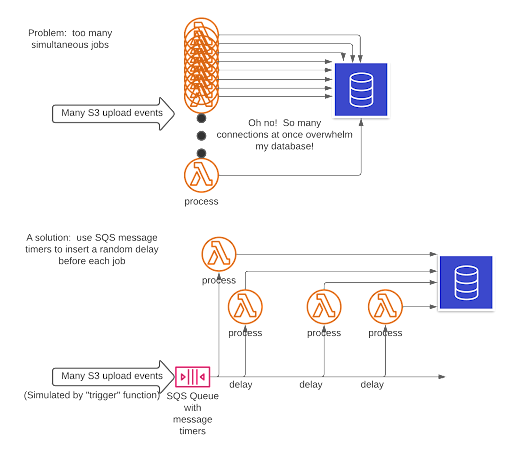 Problem: too many
simultaneous jobs
Many S3 upload events
Oh no! So many
connections at once overwhelm
my database!
process
A solution: use SQS message
timers to insert a random delay
before each job
process
process
process
process
Many S3 upload events
(Simulated by "trigger" function)
SQS Queue
with
message
timers
delay
delay
delay